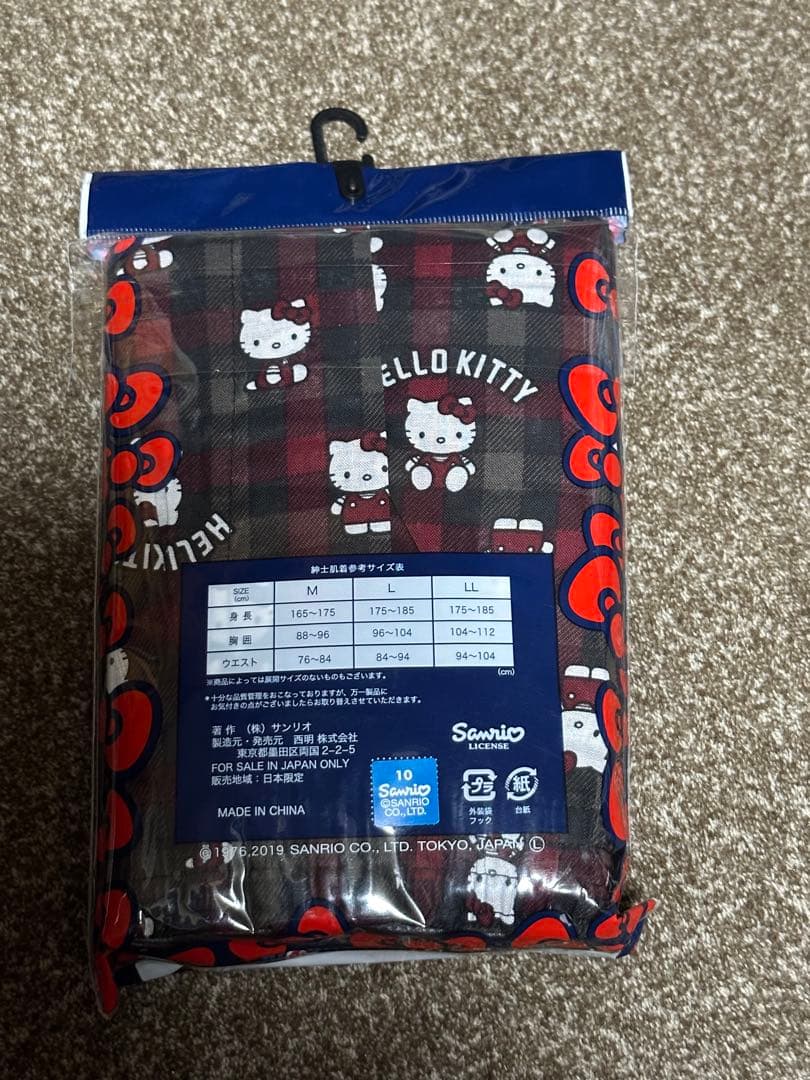 ELLO KITTY
HELIKIT
紳士肌着参考サイズ表
SIZE (cm) M L LL
身長 165〜175 175〜185 175〜185
胸囲 88〜96 96〜104 104〜112
ウエスト 76〜84 84〜94 94〜104
(cm)
※商品によっては展開サイズのないものもございます。
*十分な品質管理をおこなっておりますが、万一製品に
お気付きの点がございましたらお取り替えさせていただきます。
著作 (株) サンリオ
製造元・発売元 西明 株式会社
東京都墨田区両国 2-2-5
FOR SALE IN JAPAN ONLY
販売地域：日本限定
MADE IN CHINA
Sanrio
LICENSE
10
Sanrio
©SANRIO
CO., LTD.
プラ
外装袋
フック
紙
台紙
©1976,2019 SANRIO CO., LTD. TOKYO, JAPAN Ⓛ